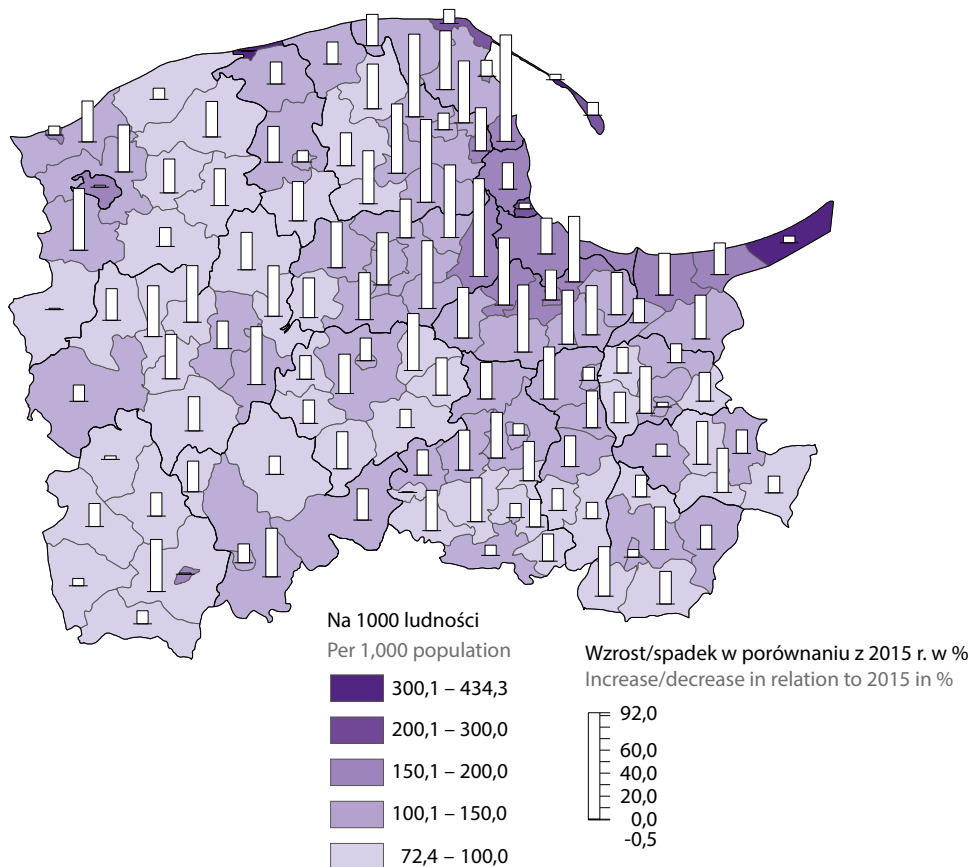 Na 1000 ludności
Per 1,000 population
300,1 – 434,3
200,1 – 300,0
150,1 – 200,0
100,1 – 150,0
72,4 – 100,0
Wzrost/spadek w porównaniu z 2015 r. w %
Increase/decrease in relation to 2015 in %
92,0
60,0
40,0
20,0
0,0
-0,5